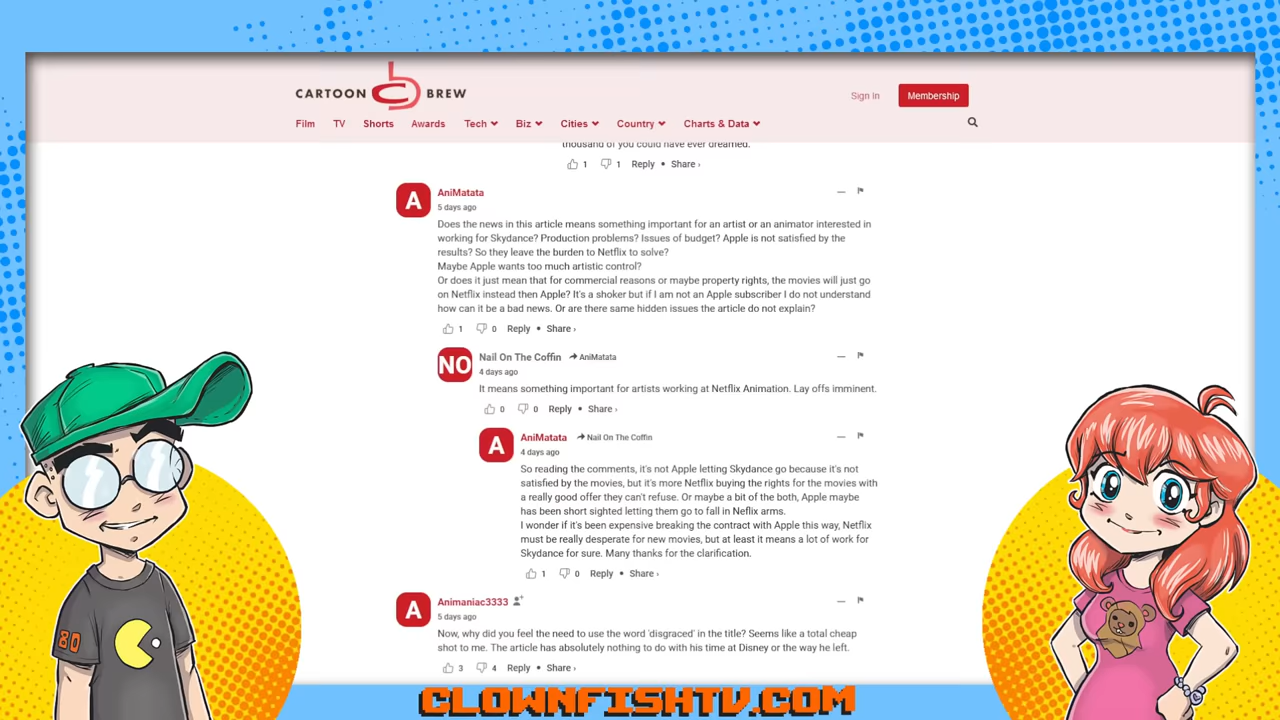 CARTOON BREW
Sign In
Membership
Film TV Shorts Awards Tech Biz Cities Country Charts & Data
thousand of you could have ever dreamed.
1 1 Reply • Share ›
A AniMatata
5 days ago
Does the news in this article means something important for an artist or an animator interested in
working for Skydance? Production problems? Issues of budget? Apple is not satisfied by the
results? So they leave the burden to Netflix to solve?
Maybe Apple wants too much artistic control?
Or does it just mean that for commercial reasons or maybe property rights, the movies will just go
on Netflix instead then Apple? It's a shoker but if I am not an Apple subscriber I do not understand
how can it be a bad news. Or are there same hidden issues the article do not explain?
1 0 Reply • Share ›
NO Nail On The Coffin AniMatata
4 days ago
It means something important for artists working at Netflix Animation. Lay offs imminent.
0 0 Reply • Share ›
A AniMatata Nail On The Coffin
4 days ago
So reading the comments, it's not Apple letting Skydance go because it's not
satisfied by the movies, but it's more Netflix buying the rights for the movies with
a really good offer they can't refuse. Or maybe a bit of the both, Apple maybe
has been short sighted letting them go to fall in Neflix arms.
I wonder if it's been expensive breaking the contract with Apple this way, Netflix
must be really desperate for new movies, but at least it means a lot of work for
Skydance for sure. Many thanks for the clarification.
1 0 Reply • Share ›
A Animaniac3333
5 days ago
Now, why did you feel the need to use the word 'disgraced' in the title? Seems like a total cheap
shot to me. The article has absolutely nothing to do with his time at Disney or the way he left.
3 4 Reply • Share ›
80
CLOWNFISHTV.COM